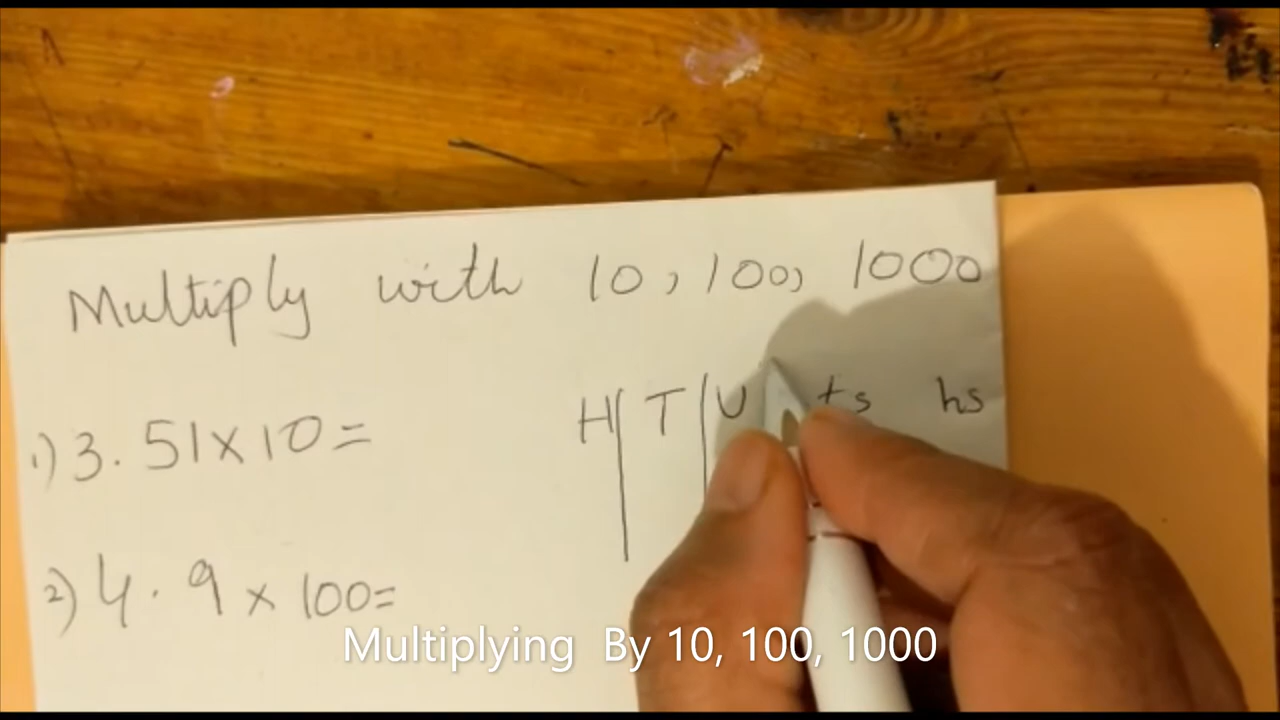 Multiply with 10, 100, 1000
H T U ts hs
1) 3.51 x 10 =
2) 4.9 x 100 =
Multiplying By 10, 100, 1000